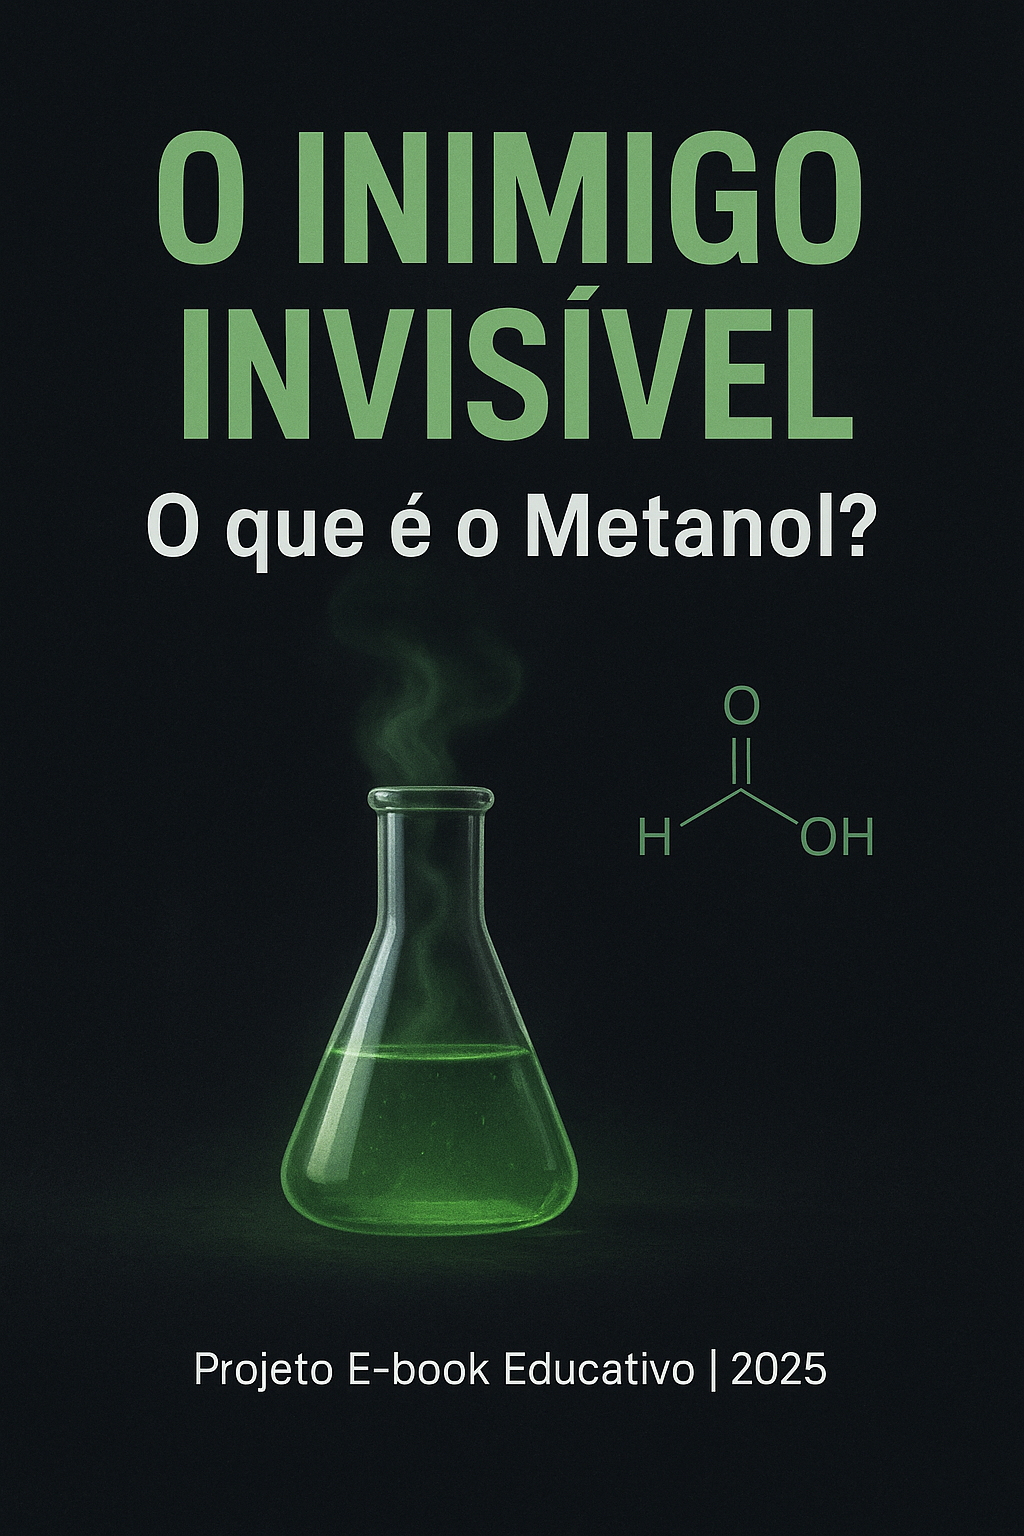 O INIMIGO
INVISÍVEL
O que é o Metanol?
O
H
OH
Projeto E-book Educativo | 2025